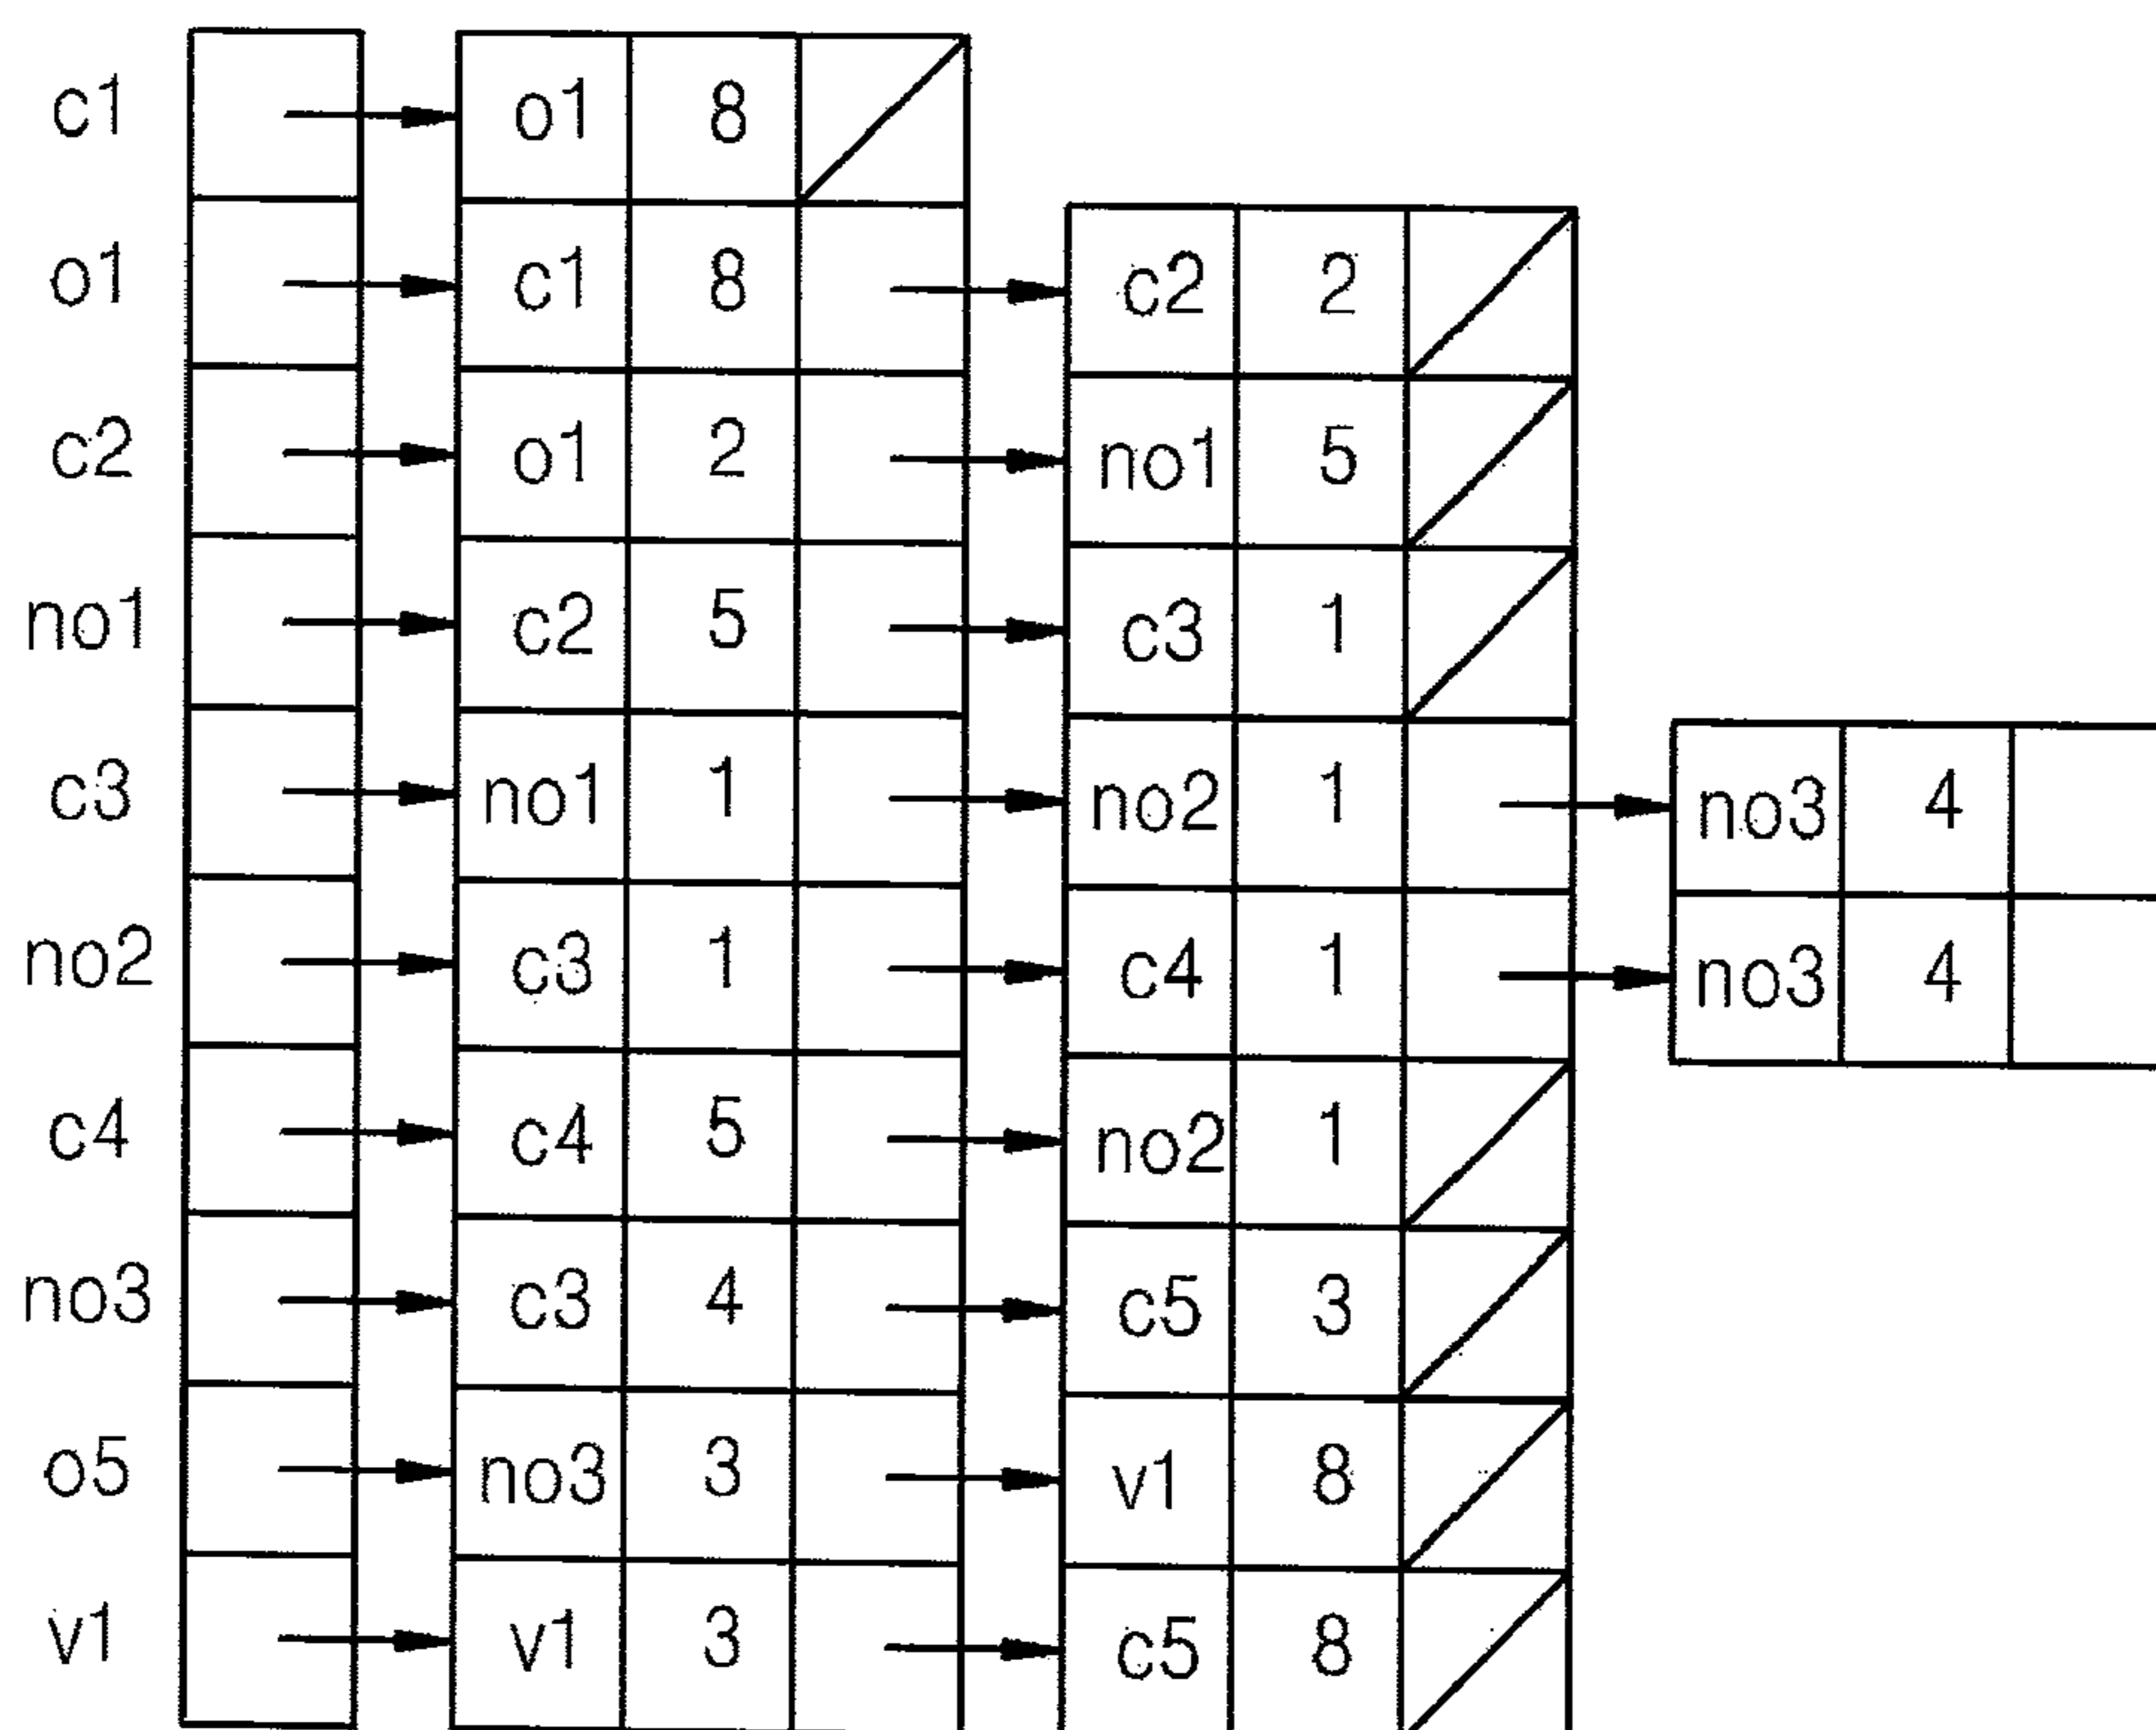 c1 o1 8
o1 c1 8 c2 2
c2 o1 2 no1 5
no1 c2 5 c3 1
c3 no1 1 no2 1 no3 4
no2 c3 1 c4 1 no3 4
c4 c4 5 no2 1
no3 c3 4 c5 3
o5 no3 3 v1 8
v1 v1 3 c5 8